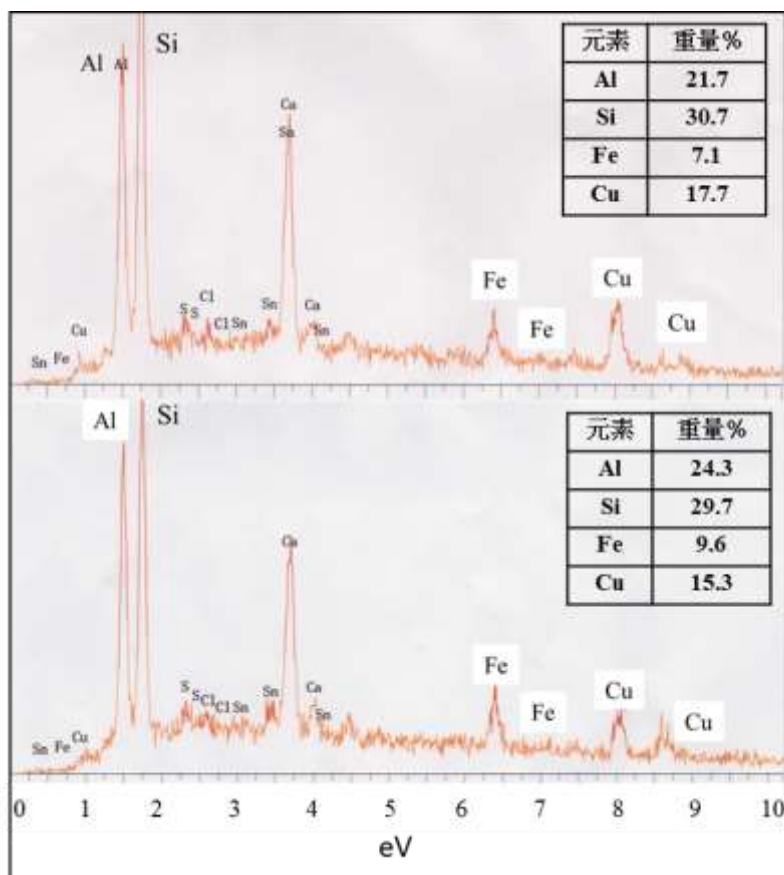 元素 重量%
Al 21.7
Si 30.7
Fe 7.1
Cu 17.7
Si
Al
Al
Ca
Sn
Cl
S
S
Cl
Sn
Sn
Ca
Sn
Fe
Fe
Cu
Cu
Cu
Fe
Sn
元素 重量%
Al 24.3
Si 29.7
Fe 9.6
Cu 15.3
Al
Si
Ca
S
S
Cl
Cl
Sn
Sn
Ca
Sn
Fe
Fe
Cu
Cu
Cu
Fe
Sn
0 1 2 3 4 5 6 7 8 9 10
eV